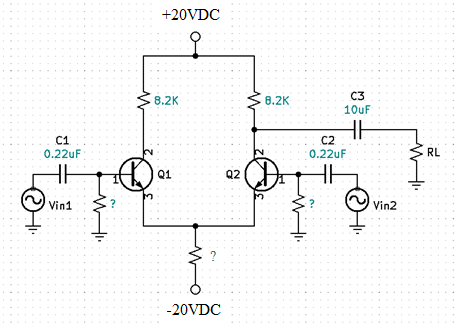 +20VDC
8.2K
8.2K
C3
10uF
C1
0.22uF
C2
0.22uF
RL
2
2
1
Q1
Q2
1
Vin1
?
3
3
?
Vin2
?
-20VDC